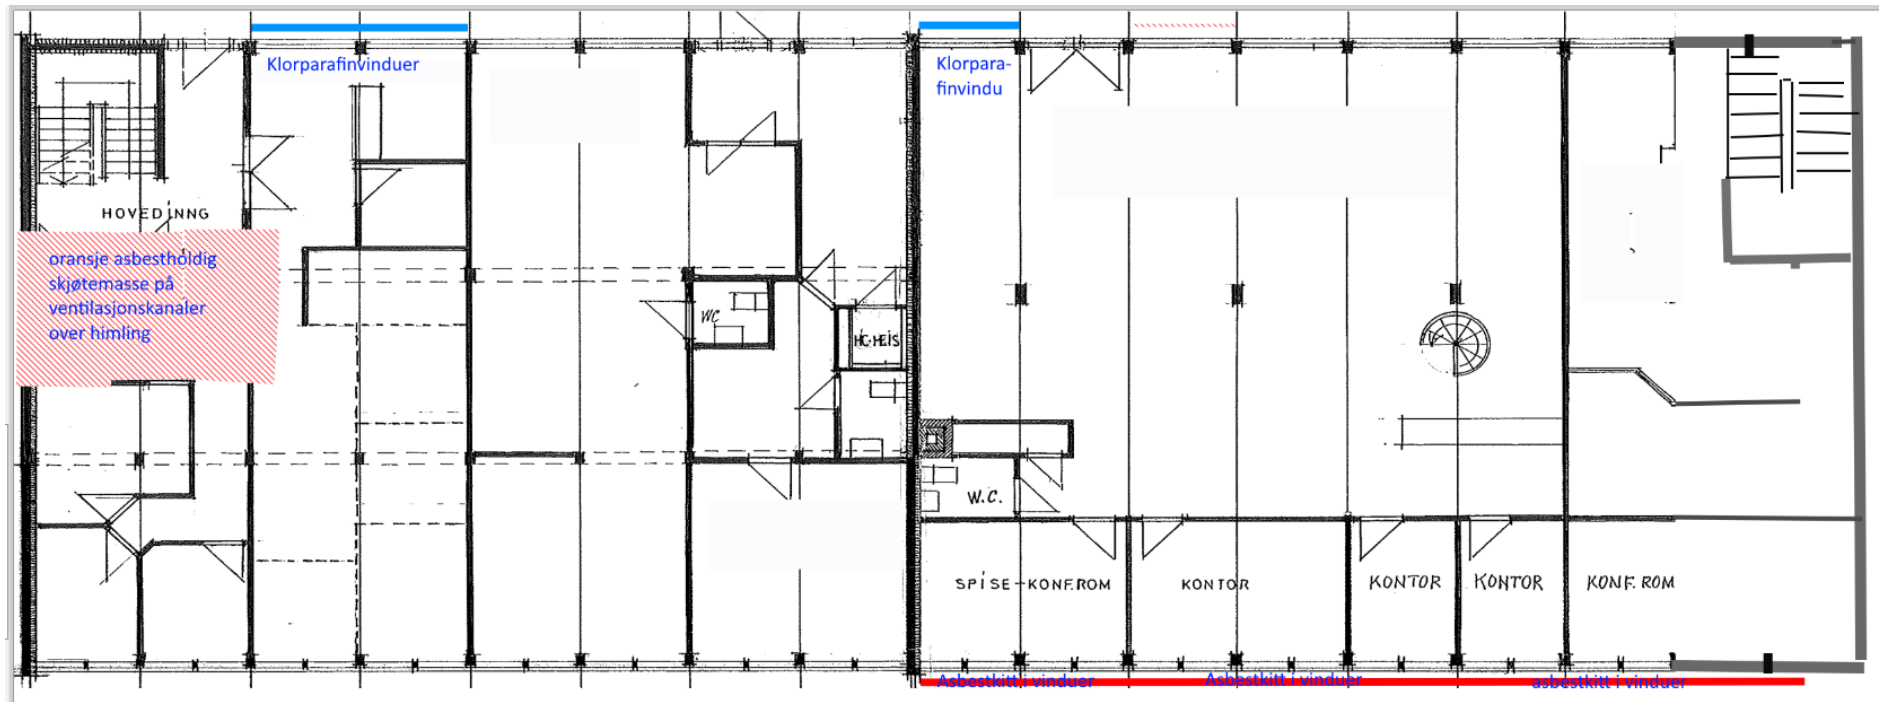 Klorparafinvinduer
Klorpara-
finvindu
HOVEDINNG
oransje asbestholdig
skjøtemasse på
ventilasjonskanaler
over himling
WC
HC-HEIS
W.C.
SPISE-KONF.ROM
KONTOR
KONTOR
KONTOR
KONF. ROM
Asbestkitt i vinduer
Asbestkitt i vinduer
asbestkitt i vinduer